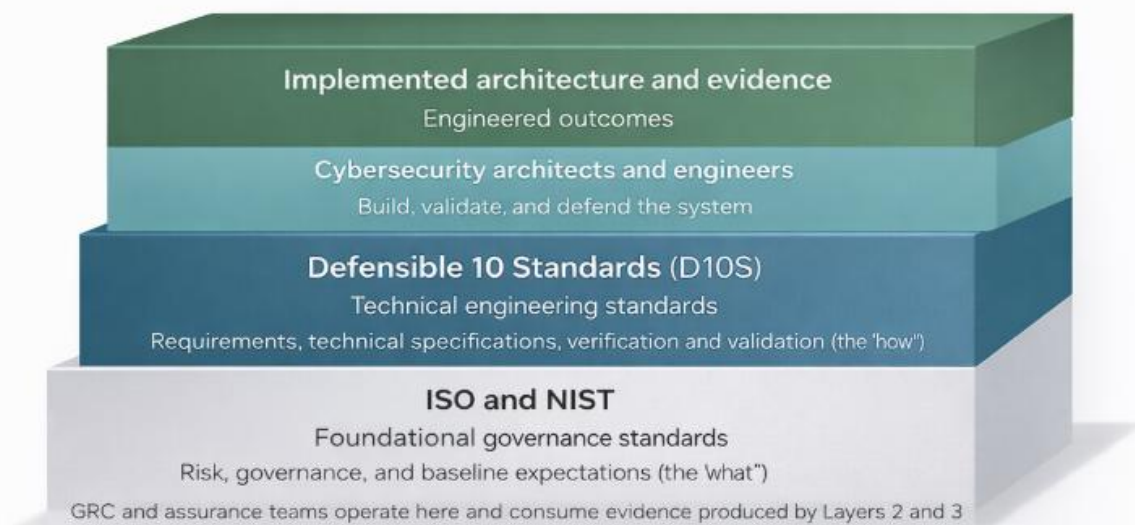 Implemented architecture and evidence
Engineered outcomes
Cybersecurity architects and engineers
Build, validate, and defend the system
Defensible 10 Standards (D10S)
Technical engineering standards
Requirements, technical specifications, verification and validation (the 'how")
ISO and NIST
Foundational governance standards
Risk, governance, and baseline expectations (the 'what")
GRC and assurance teams operate here and consume evidence produced by Layers 2 and 3